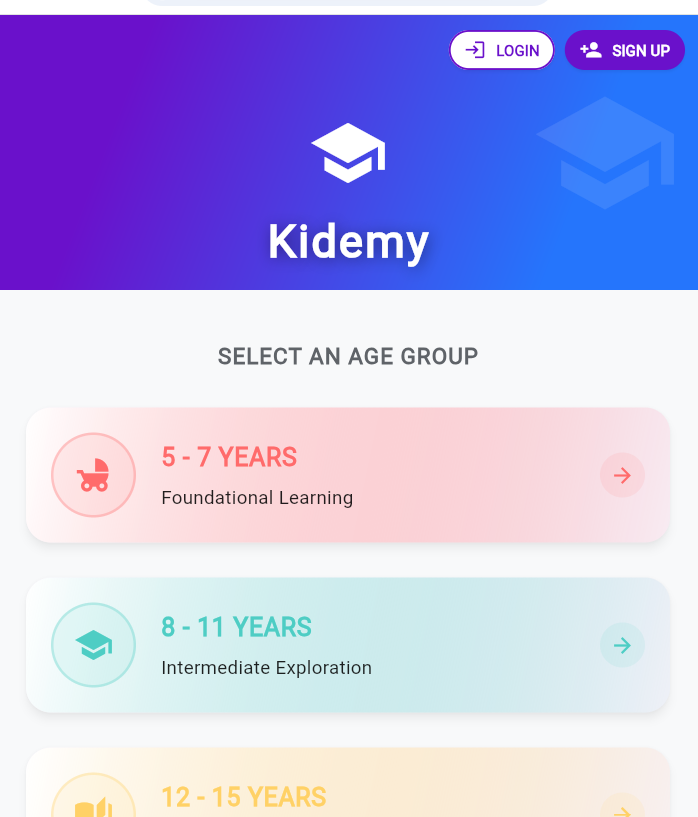 LOGIN
SIGN UP
Kidemy
SELECT AN AGE GROUP
5 - 7 YEARS
Foundational Learning
8 - 11 YEARS
Intermediate Exploration
12 - 15 YEARS